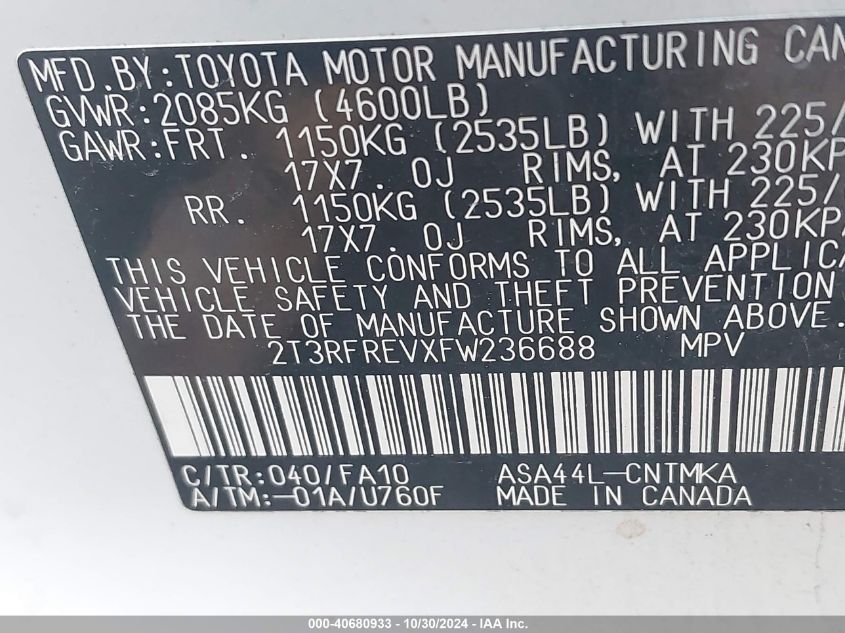 MFD.BY:TOYOTA MOTOR MANUFACTURING CAN
GVWR:2085KG (4600LB)
GAWR:FRT. 1150KG (2535LB) WITH 225/
17X7.0J RIMS, AT 230KP
RR. 1150KG (2535LB) WITH 225/
17X7.0J RIMS, AT 230KPA
THIS VEHICLE CONFORMS TO ALL APPLICA
VEHICLE SAFETY AND THEFT PREVENTION
THE DATE OF MANUFACTURE SHOWN ABOVE.
2T3RFREVXFW236688 MPV
C/TR:040/FA10 ASA44L-CNTMKA
A/TM:-01A/U760F MADE IN CANADA
000-40680933 - 10/30/2024 - IAA Inc.